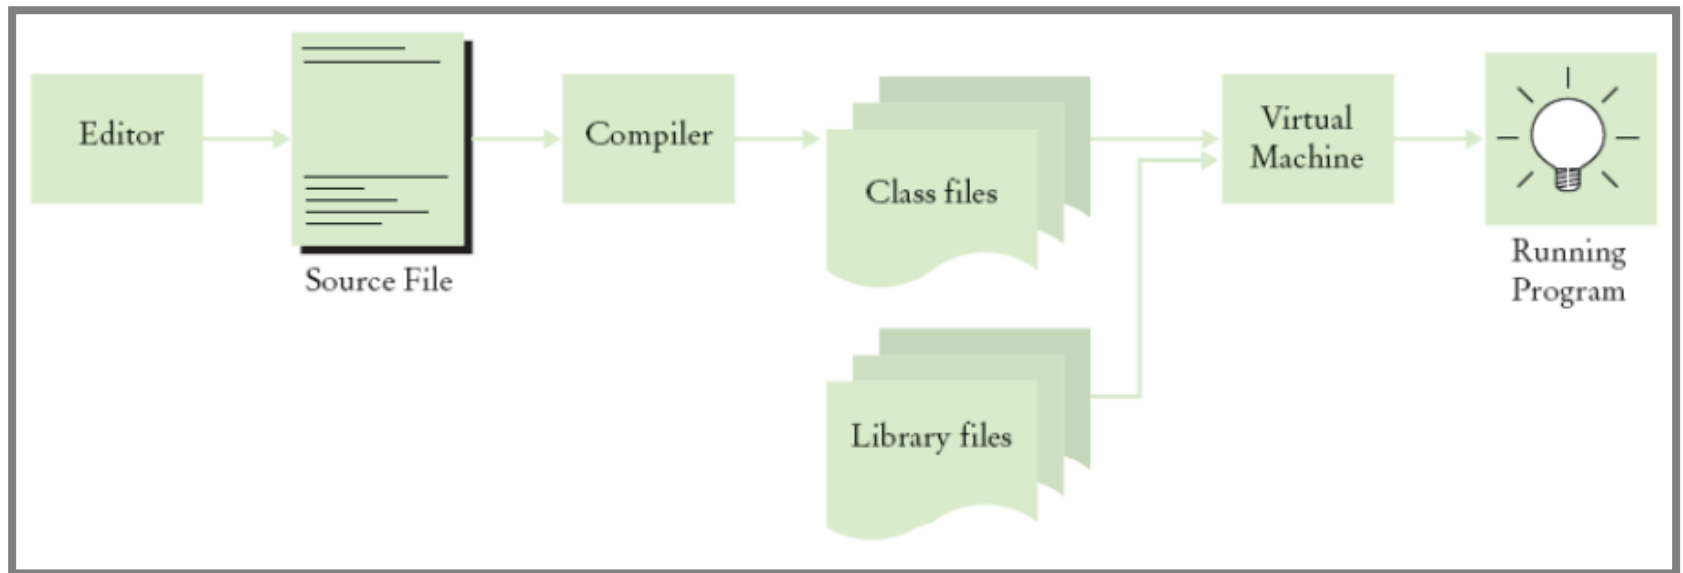 Editor
Source File
Compiler
Class files
Library files
Virtual
Machine
Running
Program